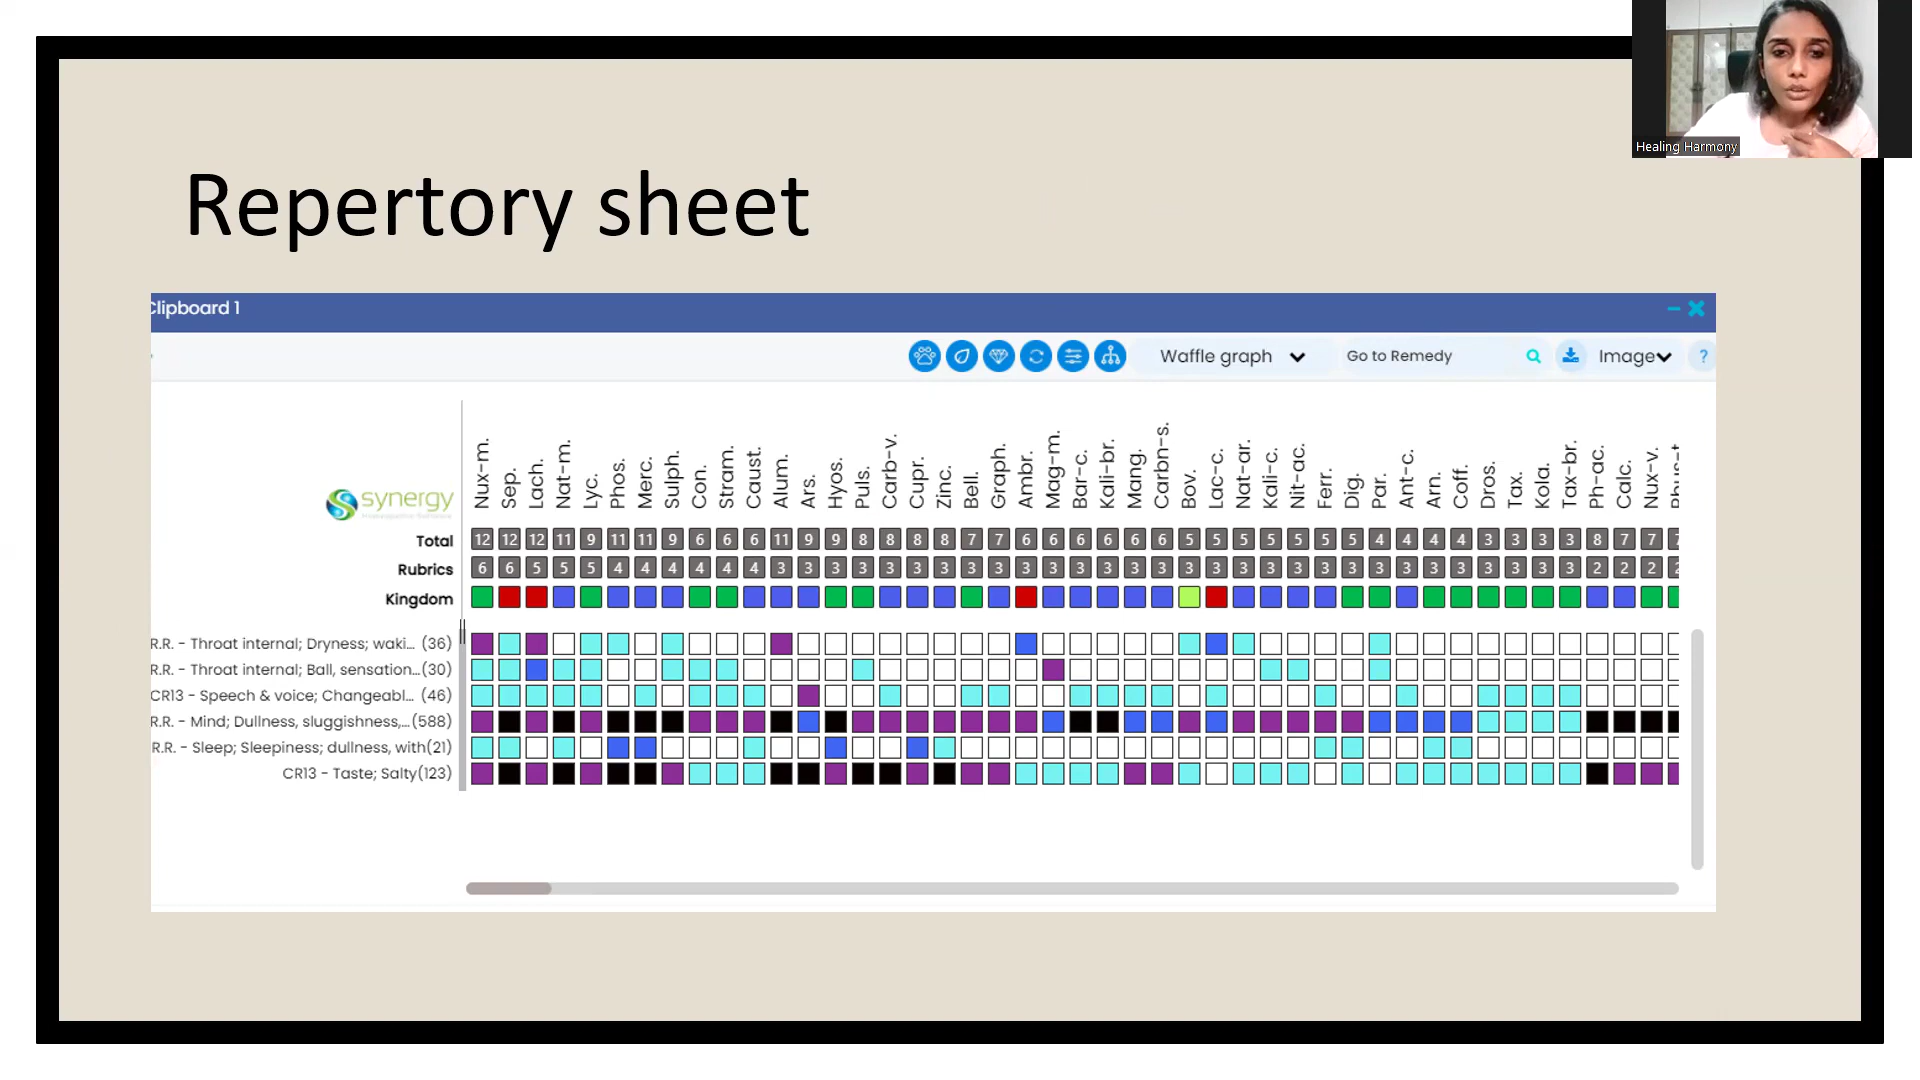 Healing Harmony
Repertory sheet
Clipboard 1
Waffle graph
Go to Remedy
Image
?
Nux-m. Sep. Lach. Nat-m. Lyc. Phos. Merc. Sulph. Con. Stram. Caust. Alum. Ars. Hyos. Puls. Carb-v. Cupr. Zinc. Bell. Graph. Ambr. Mag-m. Bar-c. Kali-br. Mang. Carbn-s. Bov. Lac-c. Nat-ar. Kali-c. Nit-ac. Ferr. Dig. Par. Ant-c. Arn. Coff. Dros. Tax. Kola. Tax-br. Ph-ac. Calc. Nux-v.
synergy
Total 12 12 12 11 9 11 11 9 6 6 6 11 9 9 8 8 8 8 7 7 6 6 6 6 6 6 5 5 5 5 5 5 5 4 4 4 4 3 3 3 3 8 7 7 7
Rubrics 6 6 5 5 5 4 4 4 4 4 4 3 3 3 3 3 3 3 3 3 3 3 3 3 3 3 3 3 3 3 3 3 3 3 3 3 3 3 3 3 3 2 2 2 2
Kingdom
R.R. - Throat internal; Dryness; waki... (36)
R.R. - Throat internal; Ball, sensation...(30)
CR13 - Speech & voice; Changeabl... (46)
R.R. - Mind; Dullness, sluggishness,...(588)
R.R. - Sleep; Sleepiness; dullness, with(21)
CR13 - Taste; Salty(123)